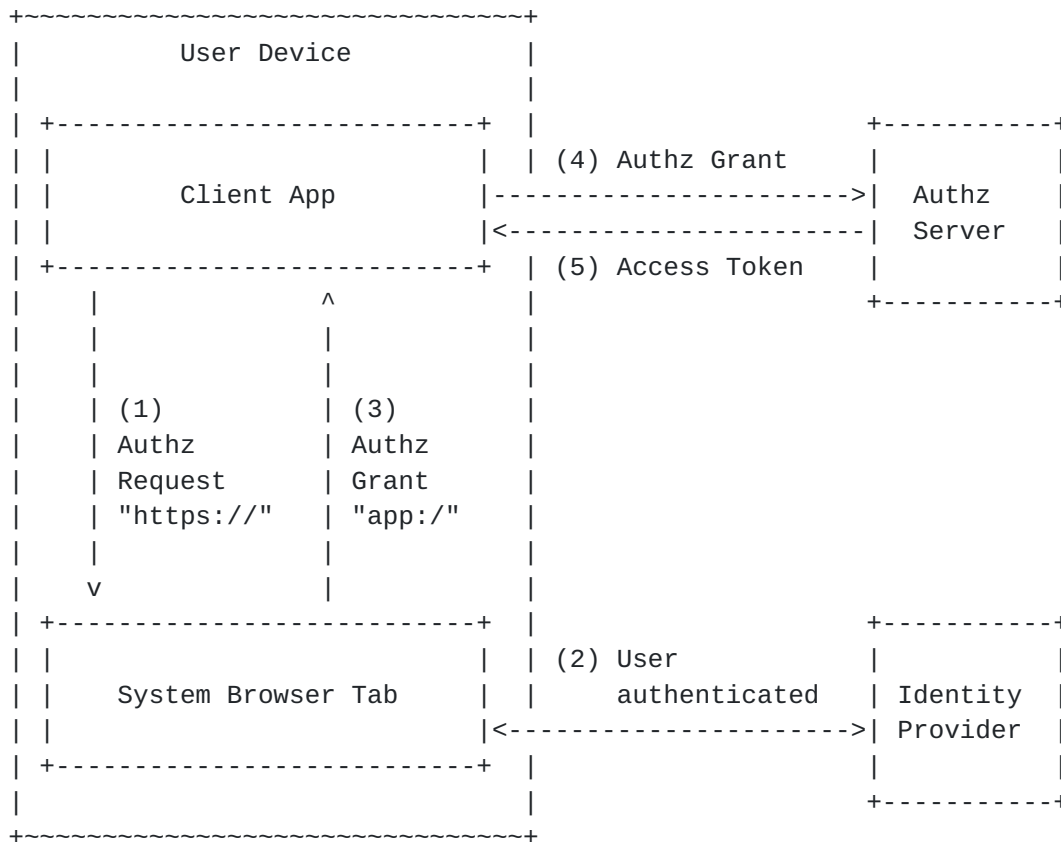 User Device
(4) Authz Grant
Client App
Authz
Server
(5) Access Token
(1)
Authz
Request
"https://"
(3)
Authz
Grant
"app:/"
(2) User
authenticated
System Browser Tab
Identity
Provider